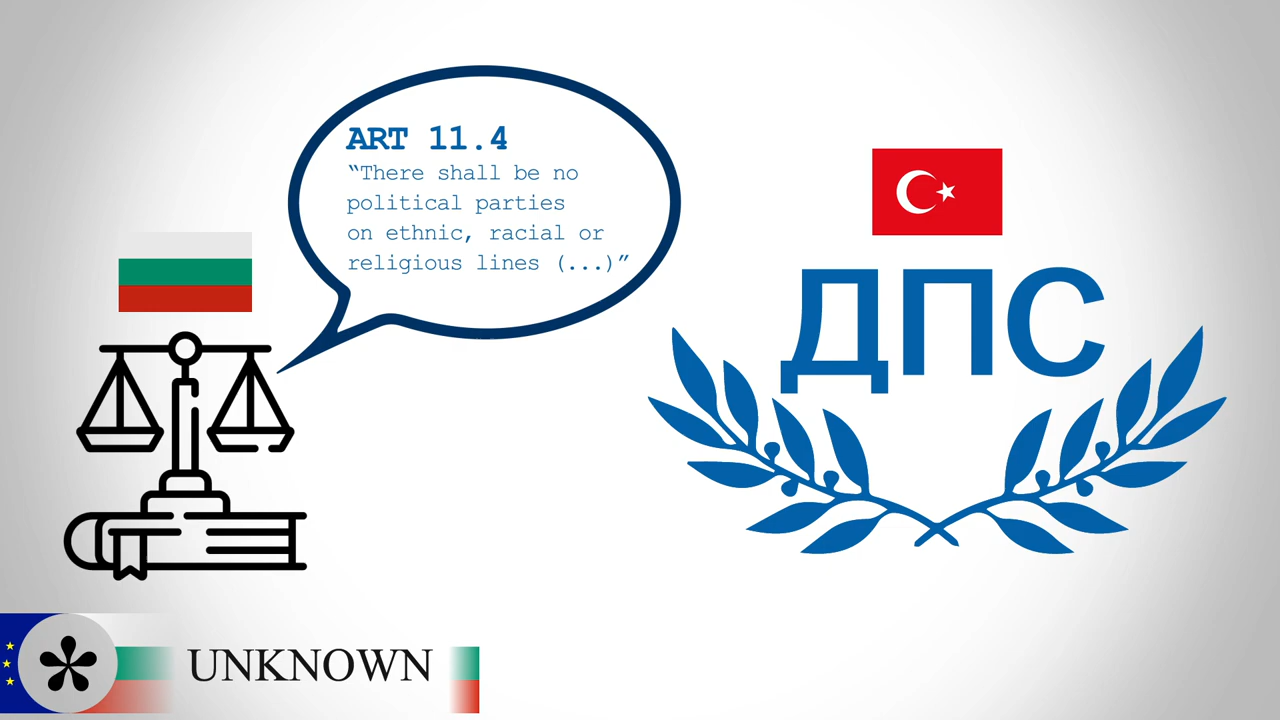 ART 11.4
“There shall be no
political parties
on ethnic, racial or
religious lines (...)”
ДПС
UNKNOWN